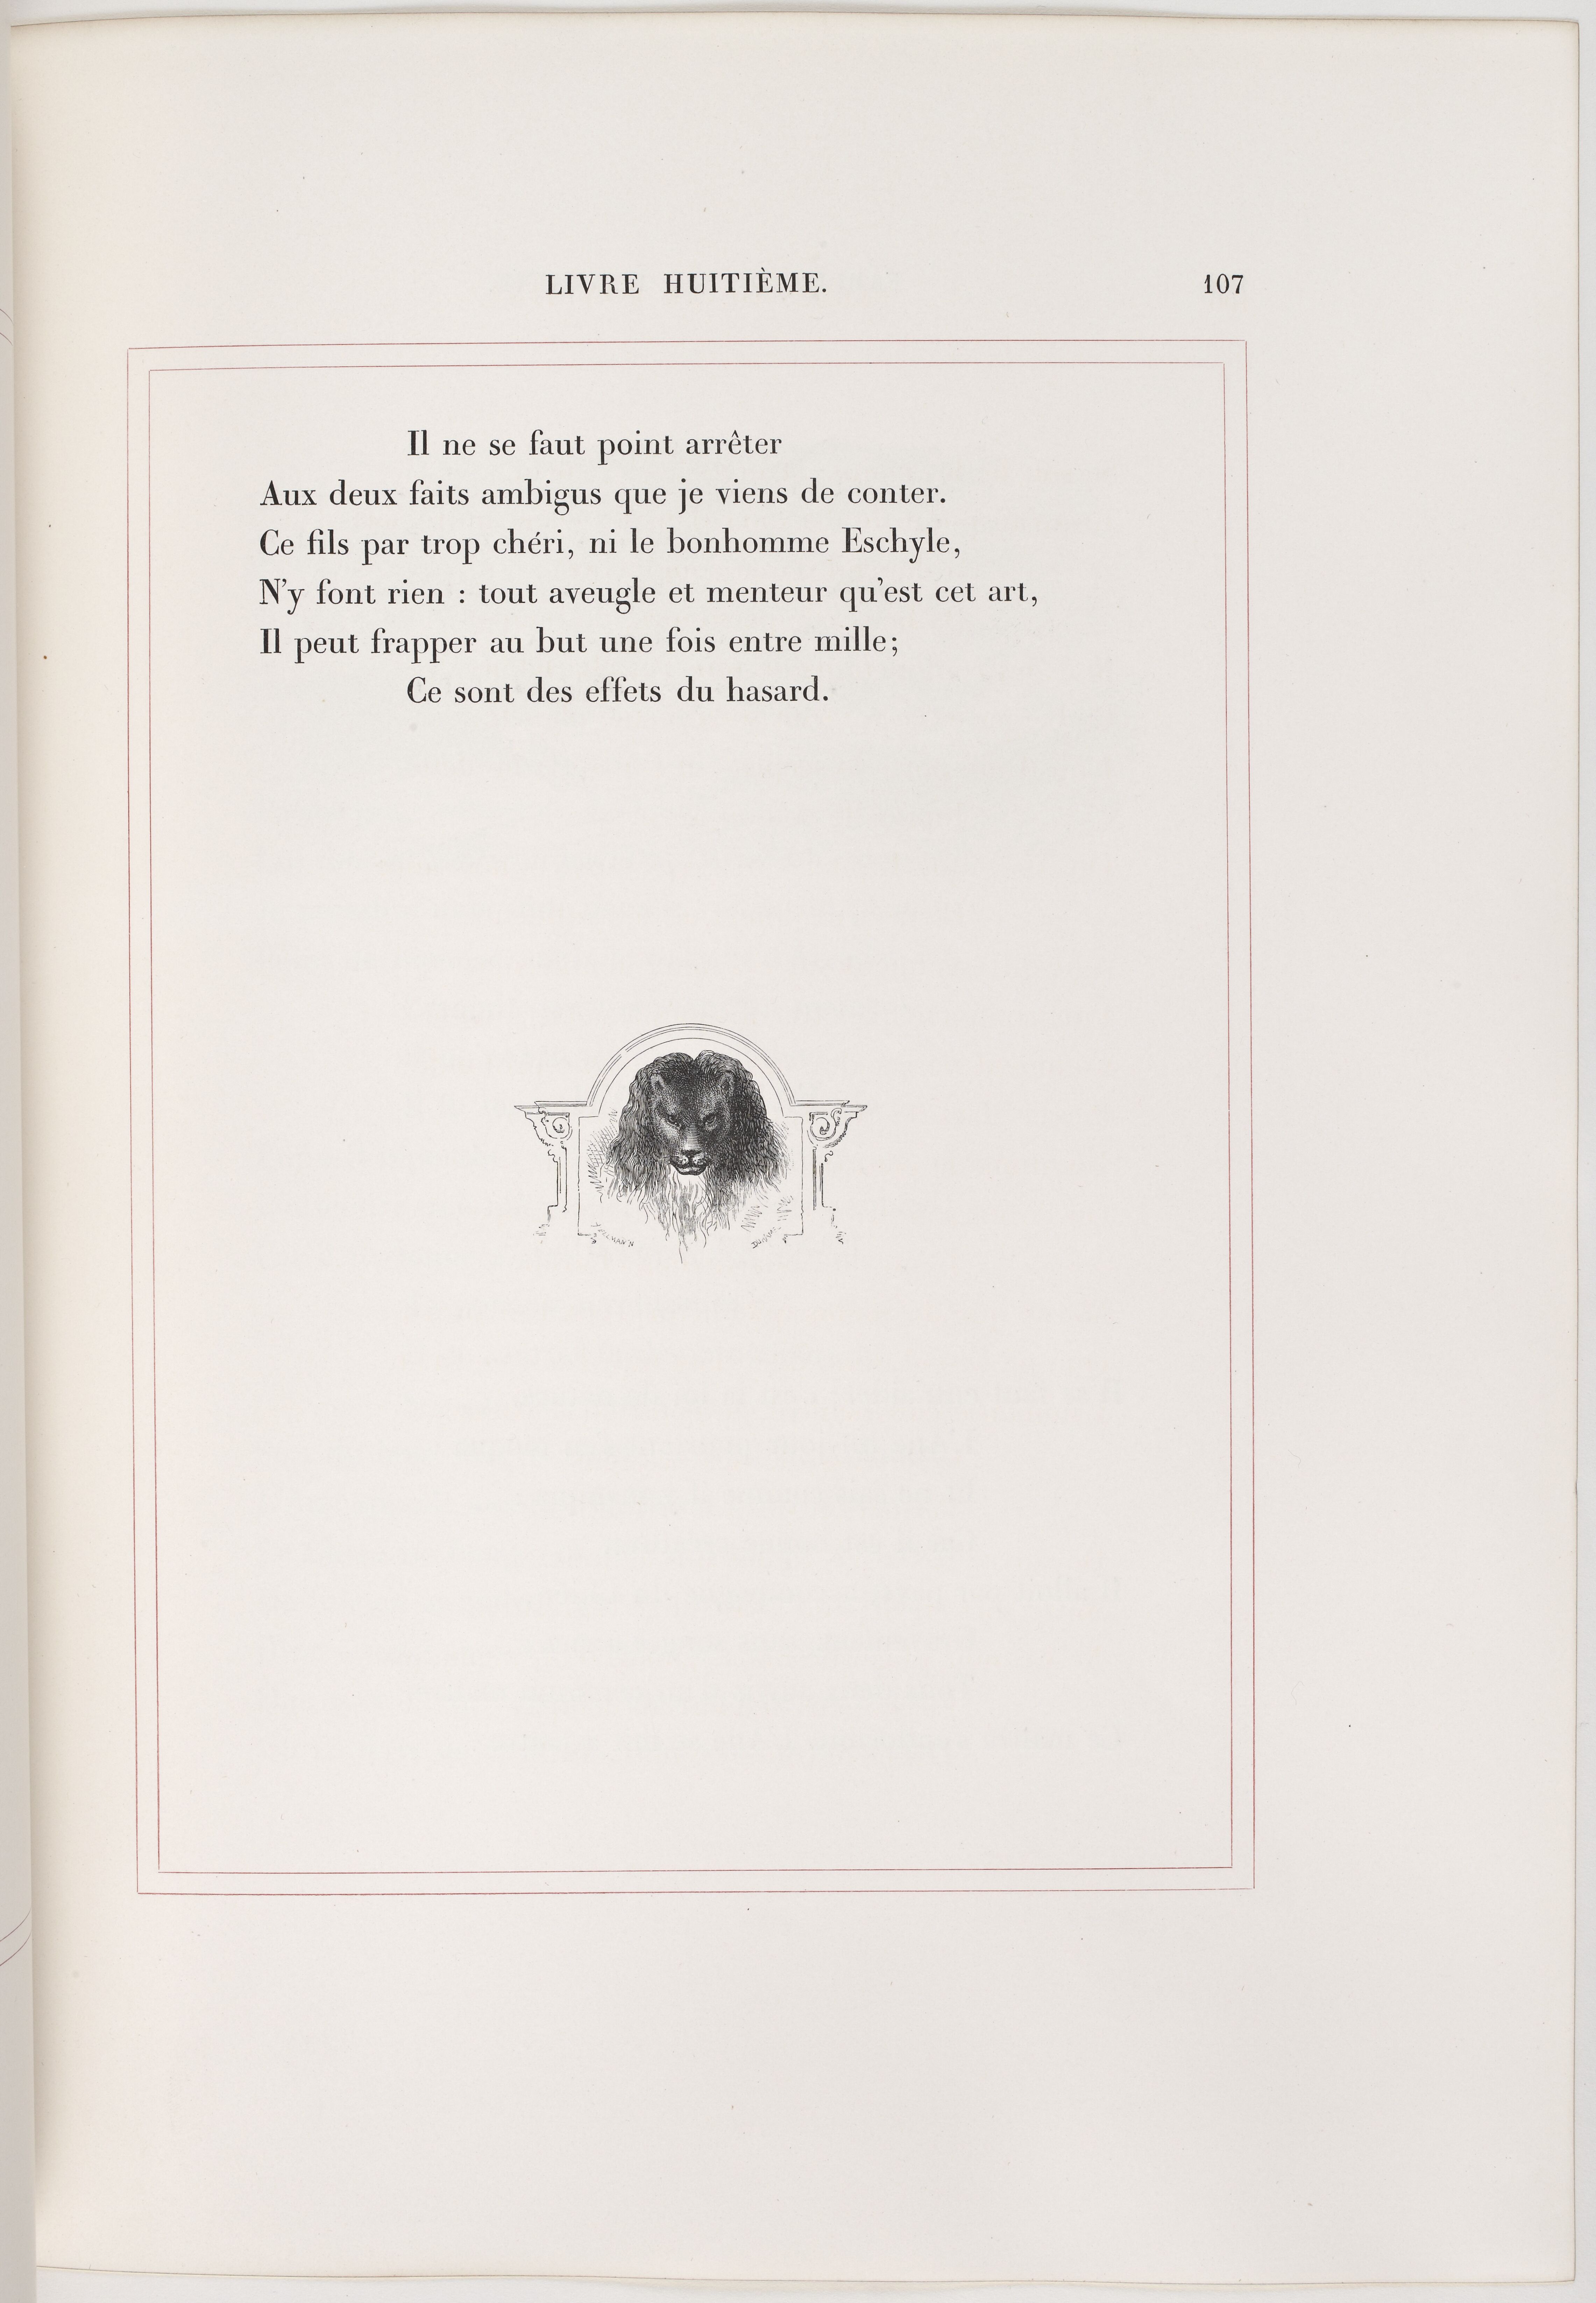 LIVRE HUITIÈME. 107
Il ne se faut point arrêter
Aux deux faits ambigus que je viens de conter.
Ce fils par trop chéri, ni le bonhomme Eschyle,
N'y font rien : tout aveugle et menteur qu'est cet art,
Il peut frapper au but une fois entre mille;
Ce sont des effets du hasard.